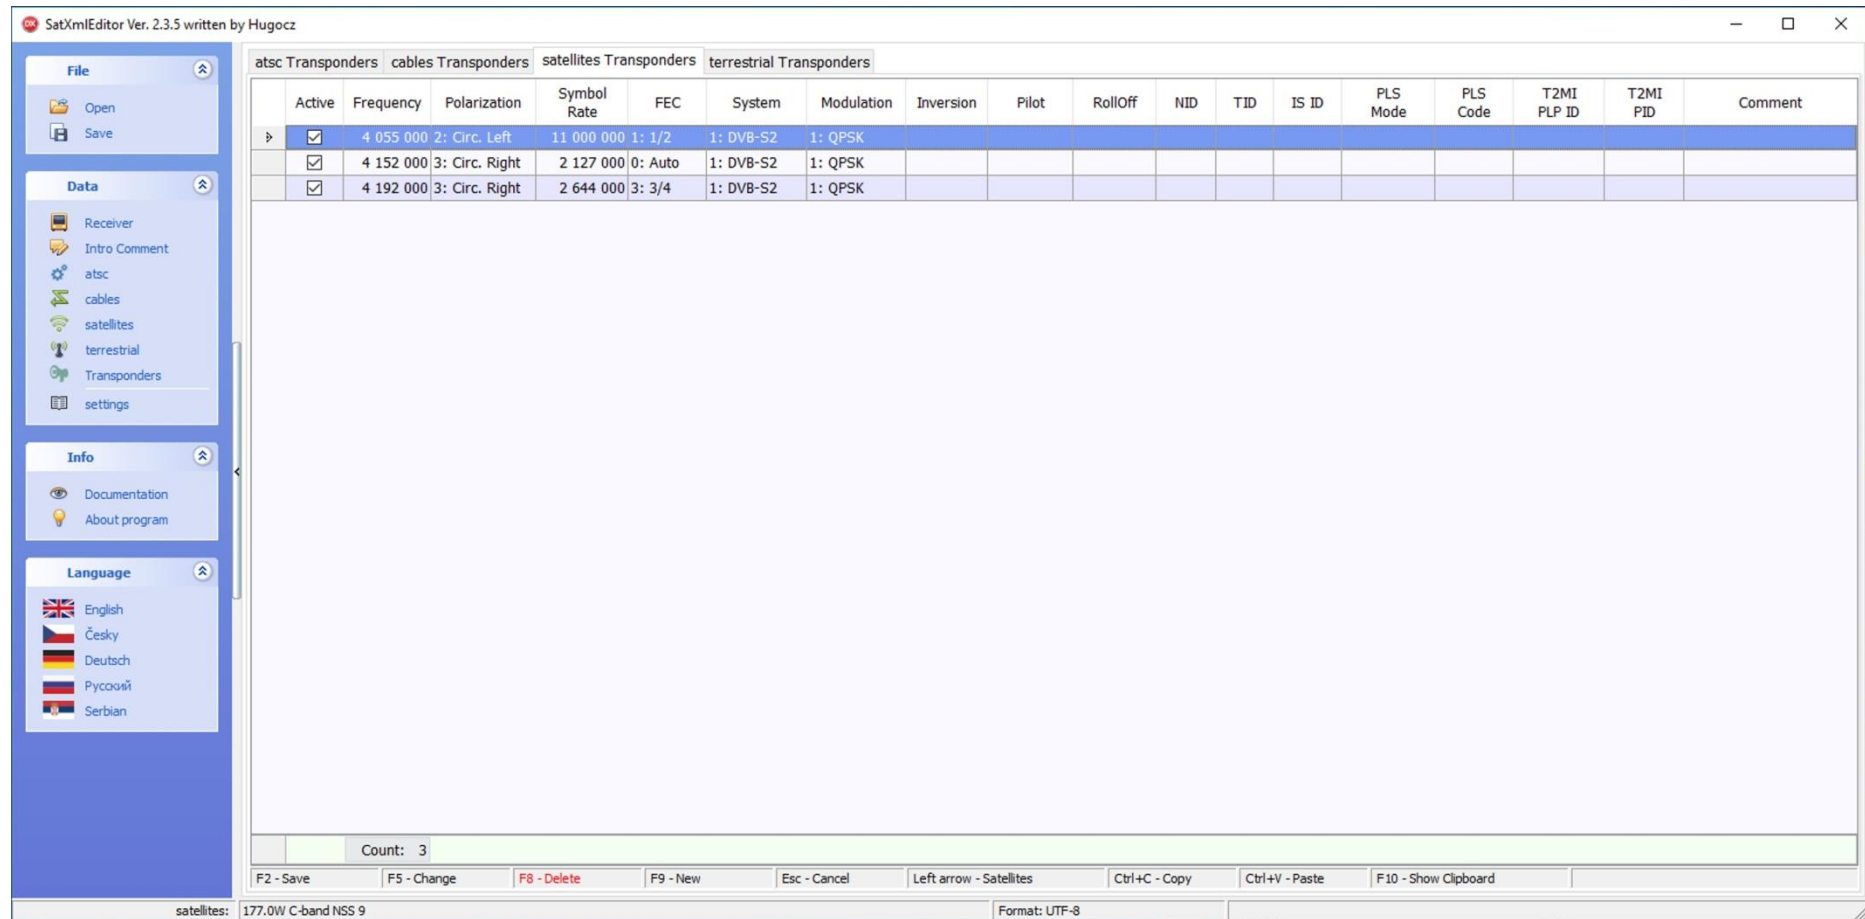 SatXmlEditor Ver. 2.3.5 written by Hugocz
File
Open
Save
Data
Receiver
Intro Comment
atsc
cables
satellites
terrestrial
Transponders
settings
Info
Documentation
About program
Language
English
Česky
Deutsch
Русский
Serbian
atsc Transponders cables Transponders satellites Transponders terrestrial Transponders
Active Frequency Polarization Symbol Rate FEC System Modulation Inversion Pilot RollOff NID TID IS ID PLS Mode PLS Code T2MI PLP ID T2MI PID Comment
4 055 000 2: Circ. Left 11 000 000 1: 1/2 1: DVB-S2 1: QPSK
4 152 000 3: Circ. Right 2 127 000 0: Auto 1: DVB-S2 1: QPSK
4 192 000 3: Circ. Right 2 644 000 3: 3/4 1: DVB-S2 1: QPSK
Count: 3
F2 - Save F5 - Change F8 - Delete F9 - New Esc - Cancel Left arrow - Satellites Ctrl+C - Copy Ctrl+V - Paste F10 - Show Clipboard
satellites: 177.0W C-band NSS 9 Format: UTF-8